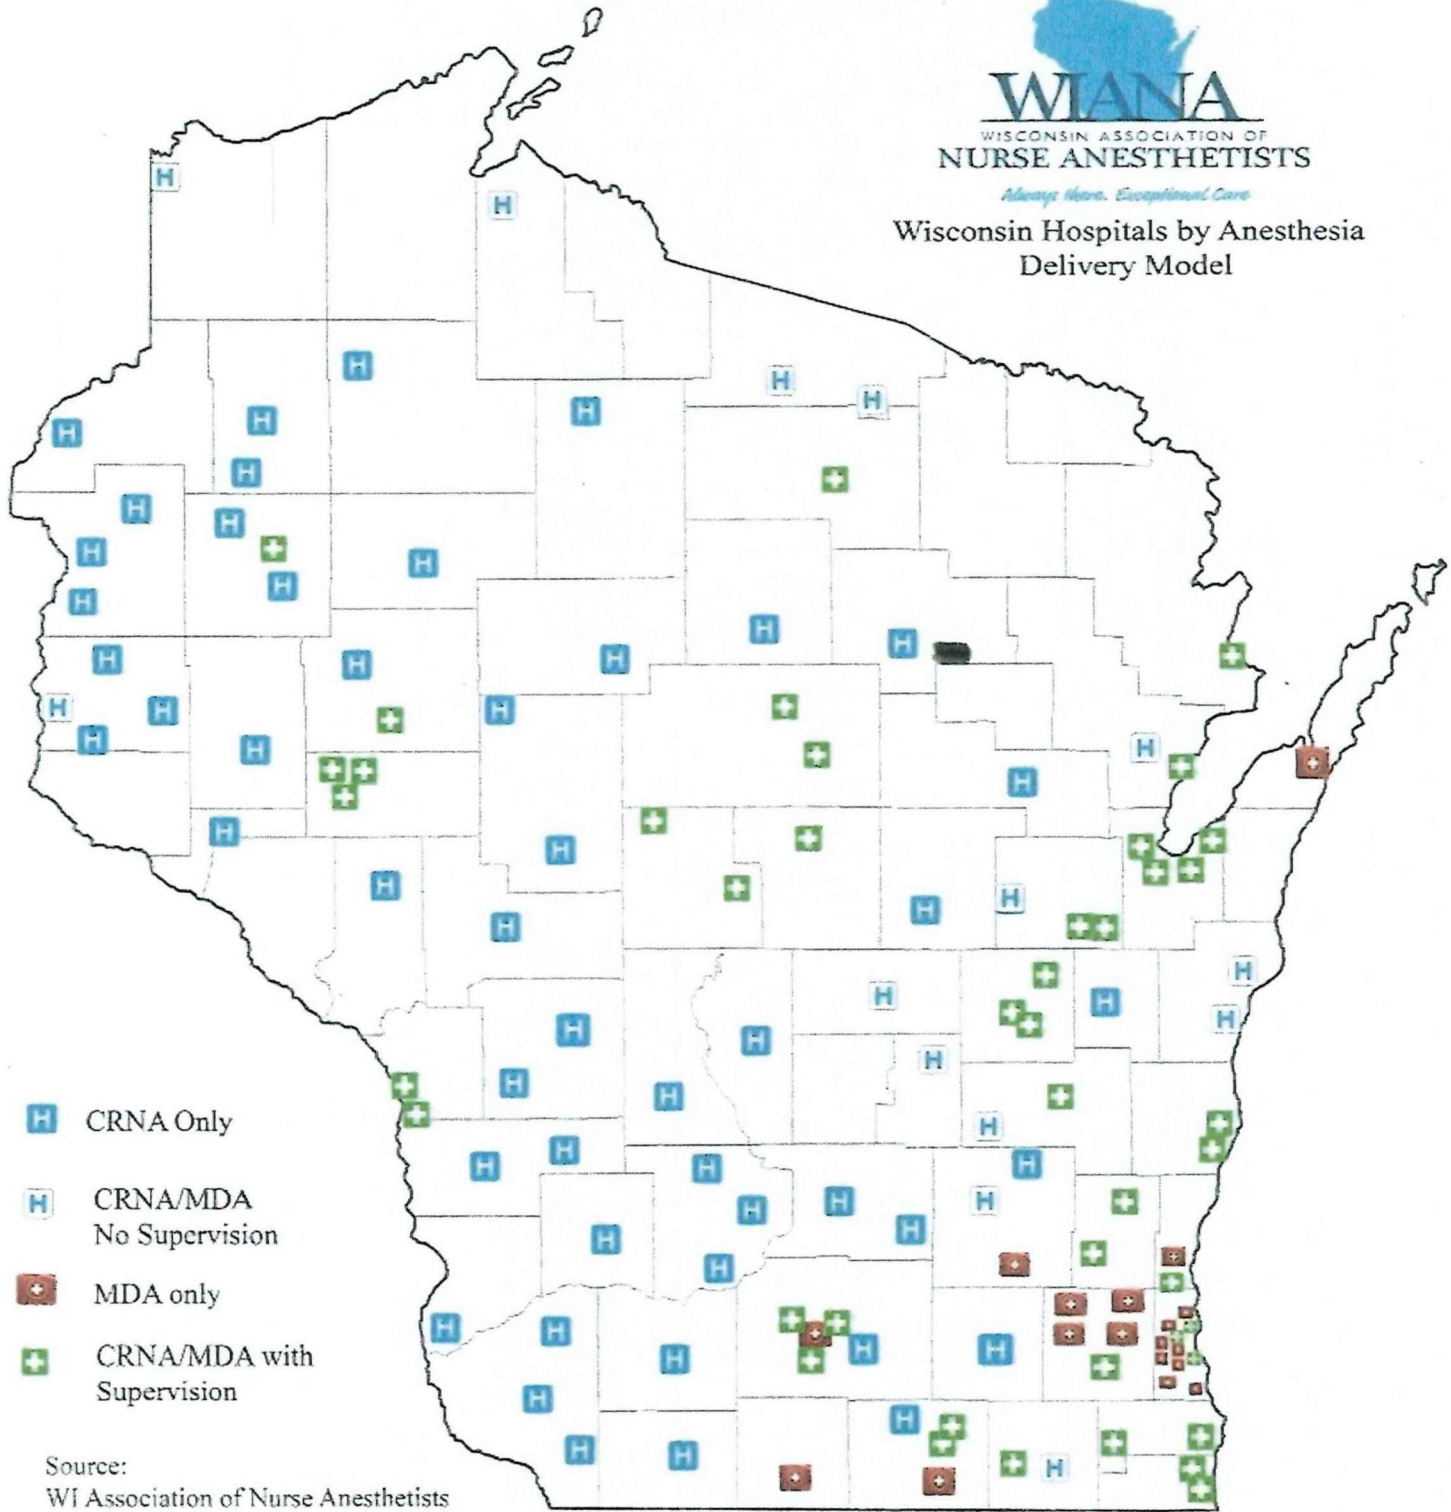 WIANA
WISCONSIN ASSOCIATION OF
NURSE ANESTHETISTS
Always there. Exceptional Care
Wisconsin Hospitals by Anesthesia
Delivery Model
H CRNA Only
H CRNA/MDA
No Supervision
MDA only
CRNA/MDA with
Supervision
Source:
WI Association of Nurse Anesthetists